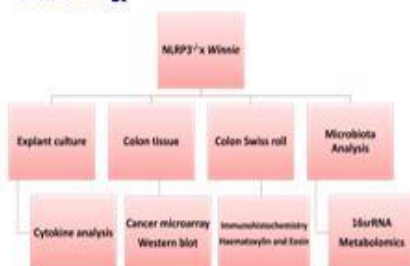 NLRP3-/-x Winnie
Explant culture
Colon tissue
Colon Swiss roll
Microbiota
Analysis
Cytokine analysis
Cancer microarray
Western blot
Immunohistochemistry
Haematoxylin and Eosin
16srRNA
Metabolomics